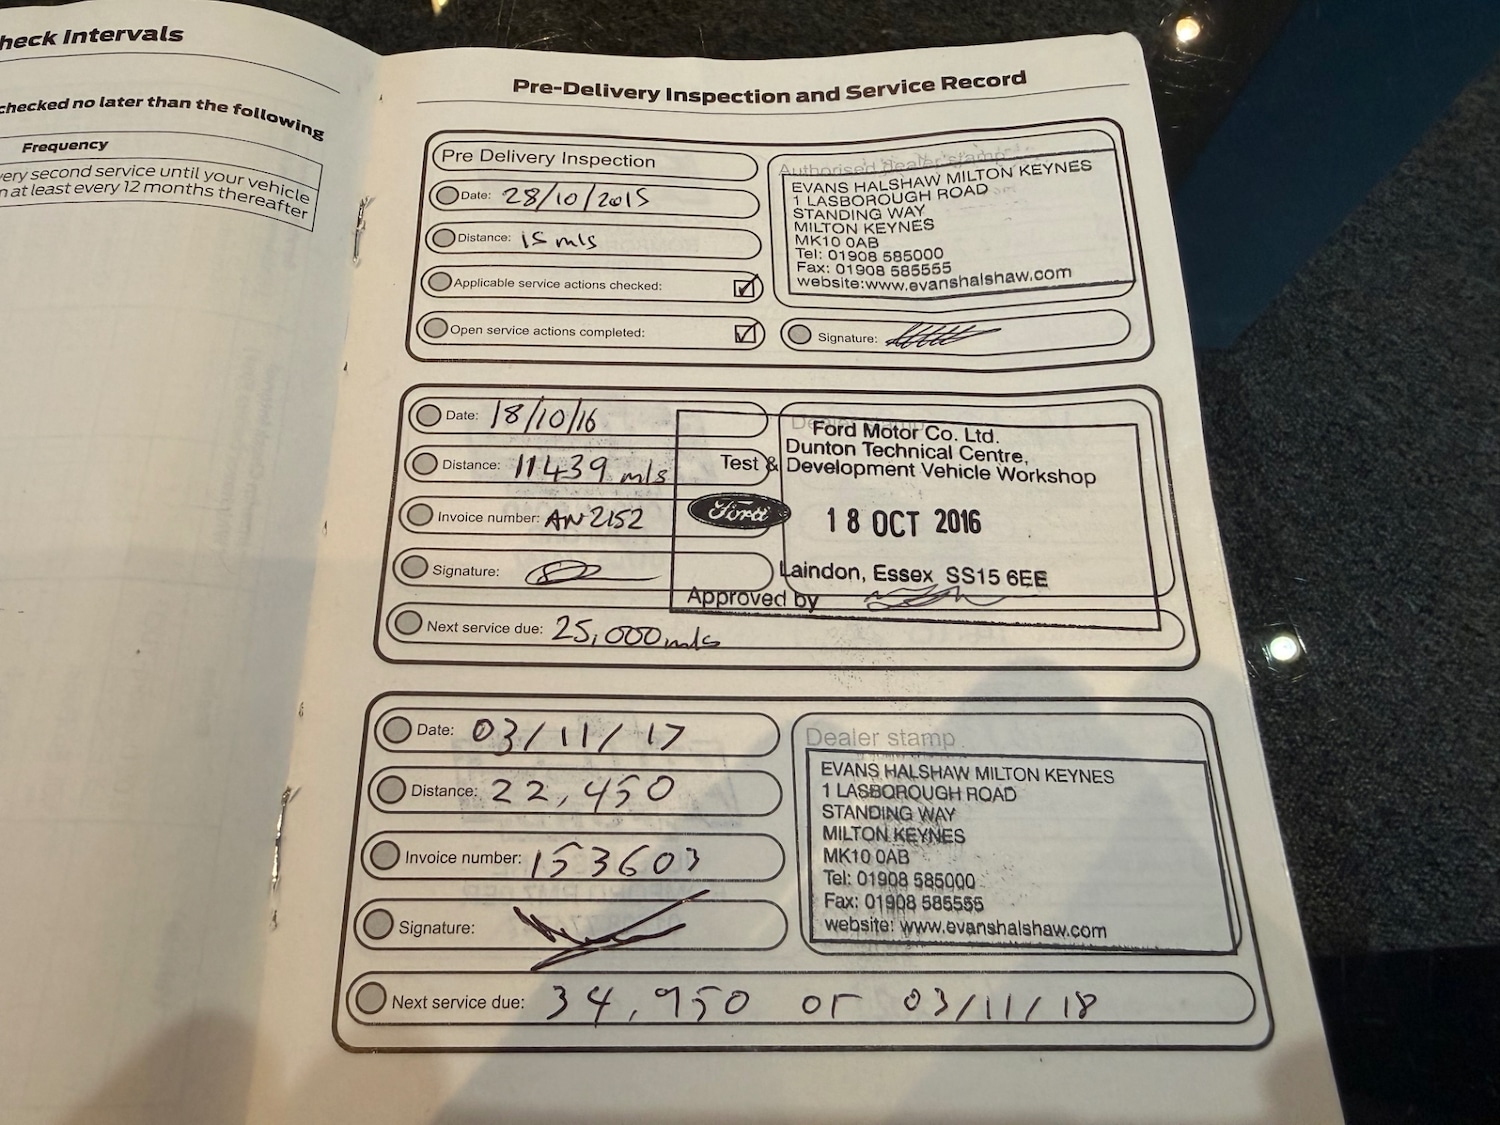 heck Intervals
checked no later than the following
Frequency
very second service until your vehicle
n at least every 12 months thereafter
Pre-Delivery Inspection and Service Record
Pre Delivery Inspection
Date: 28/10/2015
Distance: 15 mls
Applicable service actions checked:
Open service actions completed:
Authorised dealer stamp
EVANS HALSHAW MILTON KEYNES
1 LASBOROUGH ROAD
STANDING WAY
MILTON KEYNES
MK10 0AB
Tel: 01908 585000
Fax: 01908 585555
website:www.evanshalshaw.com
Signature:
Date: 18/10/16
Distance: 11439 mls
Invoice number: AN2152
Signature:
Next service due: 25,000mls
Dealer stamp
Ford Motor Co. Ltd.
Dunton Technical Centre,
Test & Development Vehicle Workshop
Ford
18 OCT 2016
Laindon, Essex SS15 6EE
Approved by
Date: 03/11/17
Distance: 22,450
Invoice number: 153603
Signature:
Next service due: 34,950 or 03/11/18
Dealer stamp
EVANS HALSHAW MILTON KEYNES
1 LASBOROUGH ROAD
STANDING WAY
MILTON KEYNES
MK10 0AB
Tel: 01908 585000
Fax: 01908 585555
website: www.evanshalshaw.com